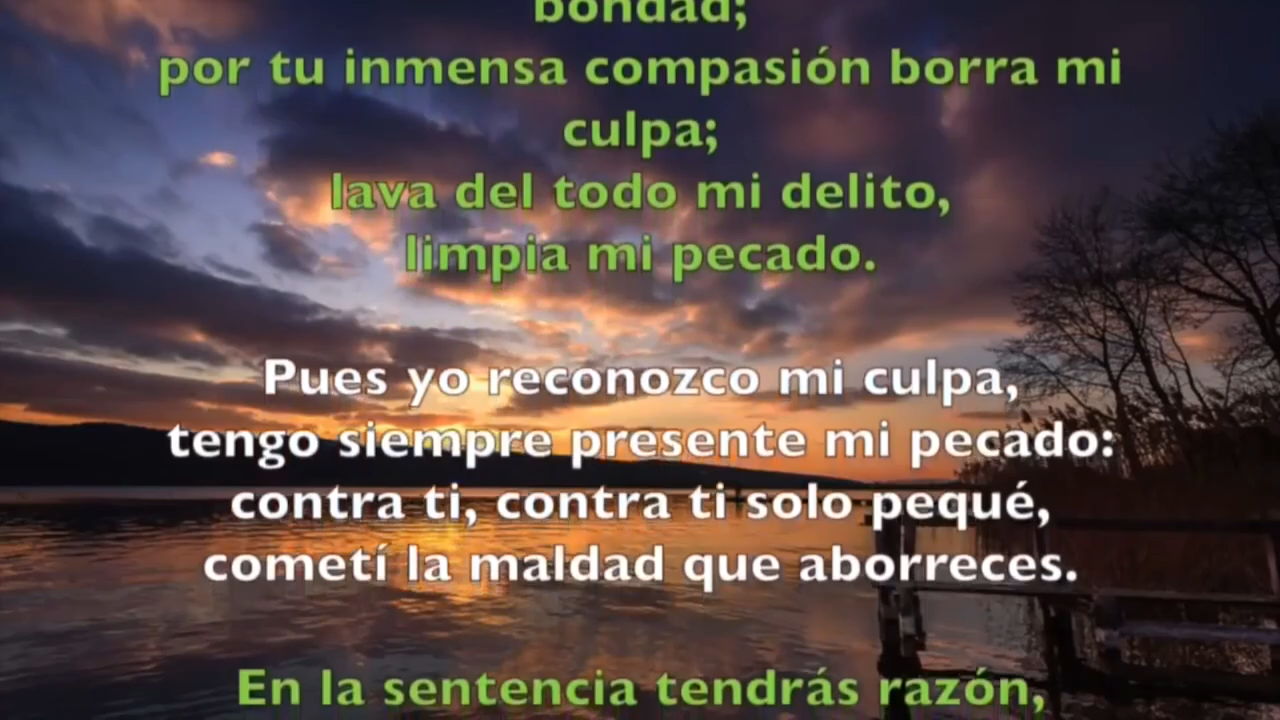 bondad;
por tu inmensa compasión borra mi
culpa;
lava del todo mi delito,
limpia mi pecado.
Pues yo reconozco mi culpa,
tengo siempre presente mi pecado:
contra ti, contra ti solo pequé,
cometí la maldad que aborreces.
En la sentencia tendrás razón,